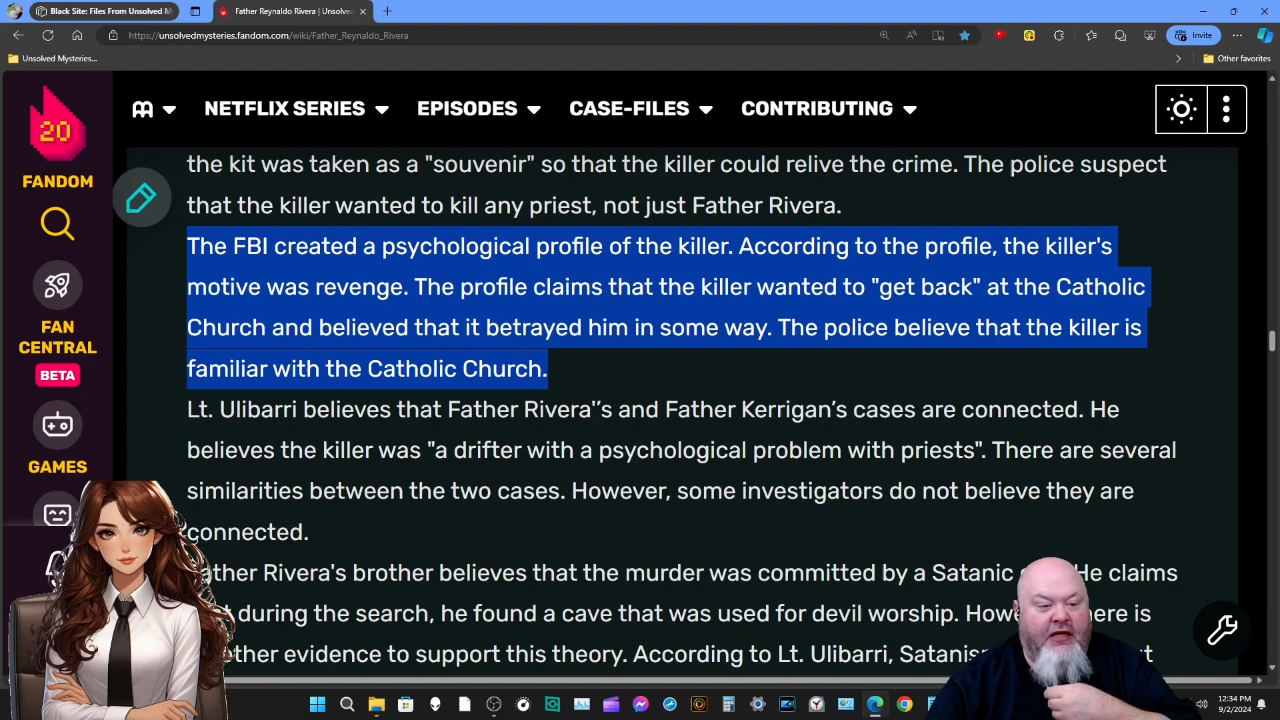 Black Site: Files From Unsolved M
Father Reynaldo Rivera | Unsolved
https://unsolvedmysteries.fandom.com/wiki/Father_Reynaldo_Rivera
Invite
Unsolved Mysteries...
Other favorites
20
FANDOM
FAN
CENTRAL
BETA
GAMES
NETFLIX SERIES
EPISODES
CASE-FILES
CONTRIBUTING
the kit was taken as a "souvenir" so that the killer could relive the crime. The police suspect
that the killer wanted to kill any priest, not just Father Rivera.
The FBI created a psychological profile of the killer. According to the profile, the killer's
motive was revenge. The profile claims that the killer wanted to "get back" at the Catholic
Church and believed that it betrayed him in some way. The police believe that the killer is
familiar with the Catholic Church.
Lt. Ulibarri believes that Father Rivera'’s and Father Kerrigan’s cases are connected. He
believes the killer was "a drifter with a psychological problem with priests". There are several
similarities between the two cases. However, some investigators do not believe they are
connected.
Father Rivera's brother believes that the murder was committed by a Satanic He claims
during the search, he found a cave that was used for devil worship. However, there is
other evidence to support this theory. According to Lt. Ulibarri,
12:34 PM
9/2/2024